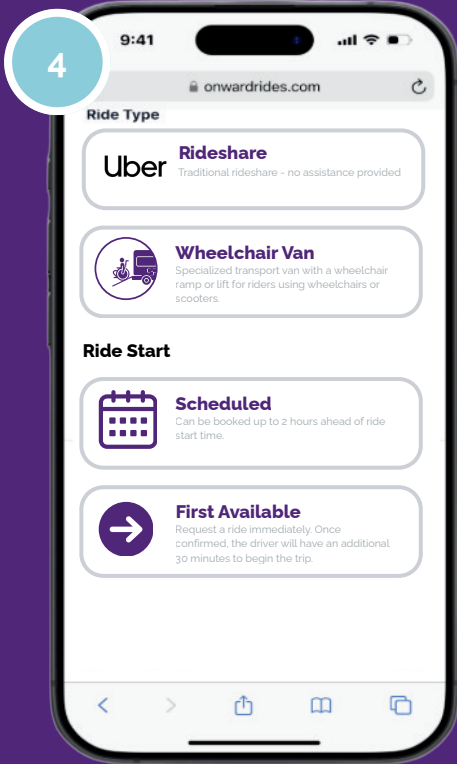 4
9:41
onwardrides.com
Ride Type
Uber
Rideshare
Traditional rideshare - no assistance provided
Wheelchair Van
Specialized transport van with a wheelchair
ramp or lift for riders using wheelchairs or
scooters.
Ride Start
Scheduled
Can be booked up to 2 hours ahead of ride
start time.
First Available
Request a ride immediately. Once
confirmed, the driver will have an additional
30 minutes to begin the trip.